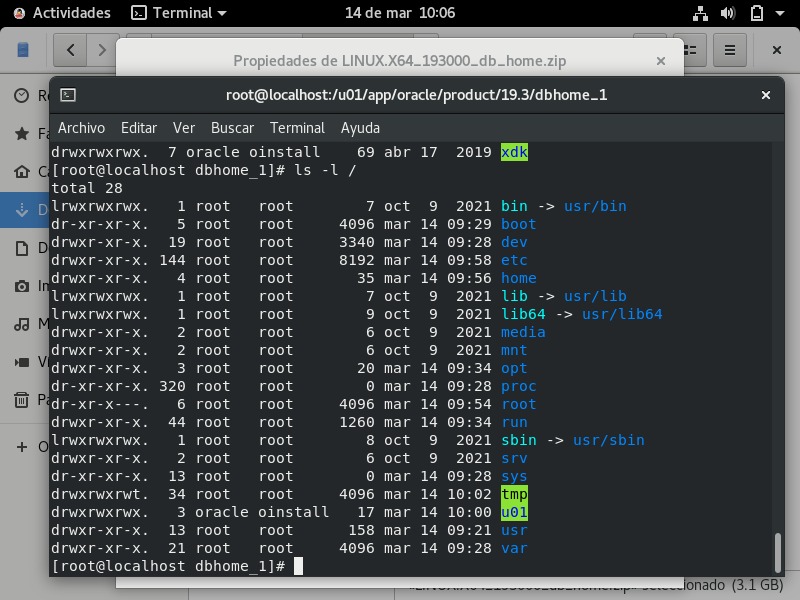 Actividades Terminal 14 de mar 10:06
Propiedades de LINUX.X64_193000_db_home.zip
root@localhost:/u01/app/oracle/product/19.3/dbhome_1
Archivo Editar Ver Buscar Terminal Ayuda
drwxrwxrwx. 7 oracle oinstall 69 abr 17 2019 xdk
[root@localhost dbhome_1]# ls -l /
total 28
lrwxrwxrwx. 1 root root 7 oct 9 2021 bin -> usr/bin
dr-xr-xr-x. 5 root root 4096 mar 14 09:29 boot
drwxr-xr-x. 19 root root 3340 mar 14 09:28 dev
drwxr-xr-x. 144 root root 8192 mar 14 09:58 etc
drwxr-xr-x. 4 root root 35 mar 14 09:56 home
lrwxrwxrwx. 1 root root 7 oct 9 2021 lib -> usr/lib
lrwxrwxrwx. 1 root root 9 oct 9 2021 lib64 -> usr/lib64
drwxr-xr-x. 2 root root 6 oct 9 2021 media
drwxr-xr-x. 2 root root 6 oct 9 2021 mnt
drwxr-xr-x. 3 root root 20 mar 14 09:34 opt
dr-xr-xr-x. 320 root root 0 mar 14 09:28 proc
dr-xr-x---. 6 root root 4096 mar 14 09:54 root
drwxr-xr-x. 44 root root 1260 mar 14 09:34 run
lrwxrwxrwx. 1 root root 8 oct 9 2021 sbin -> usr/sbin
drwxr-xr-x. 2 root root 6 oct 9 2021 srv
dr-xr-xr-x. 13 root root 0 mar 14 09:28 sys
drwxrwxrwt. 34 root root 4096 mar 14 10:02 tmp
drwxrwxrwx. 3 oracle oinstall 17 mar 14 10:00 u01
drwxr-xr-x. 13 root root 158 mar 14 09:21 usr
drwxr-xr-x. 21 root root 4096 mar 14 09:28 var
[root@localhost dbhome_1]#
«LINUX.X64_193000_db_home.zip» seleccionado (3.1 GB)